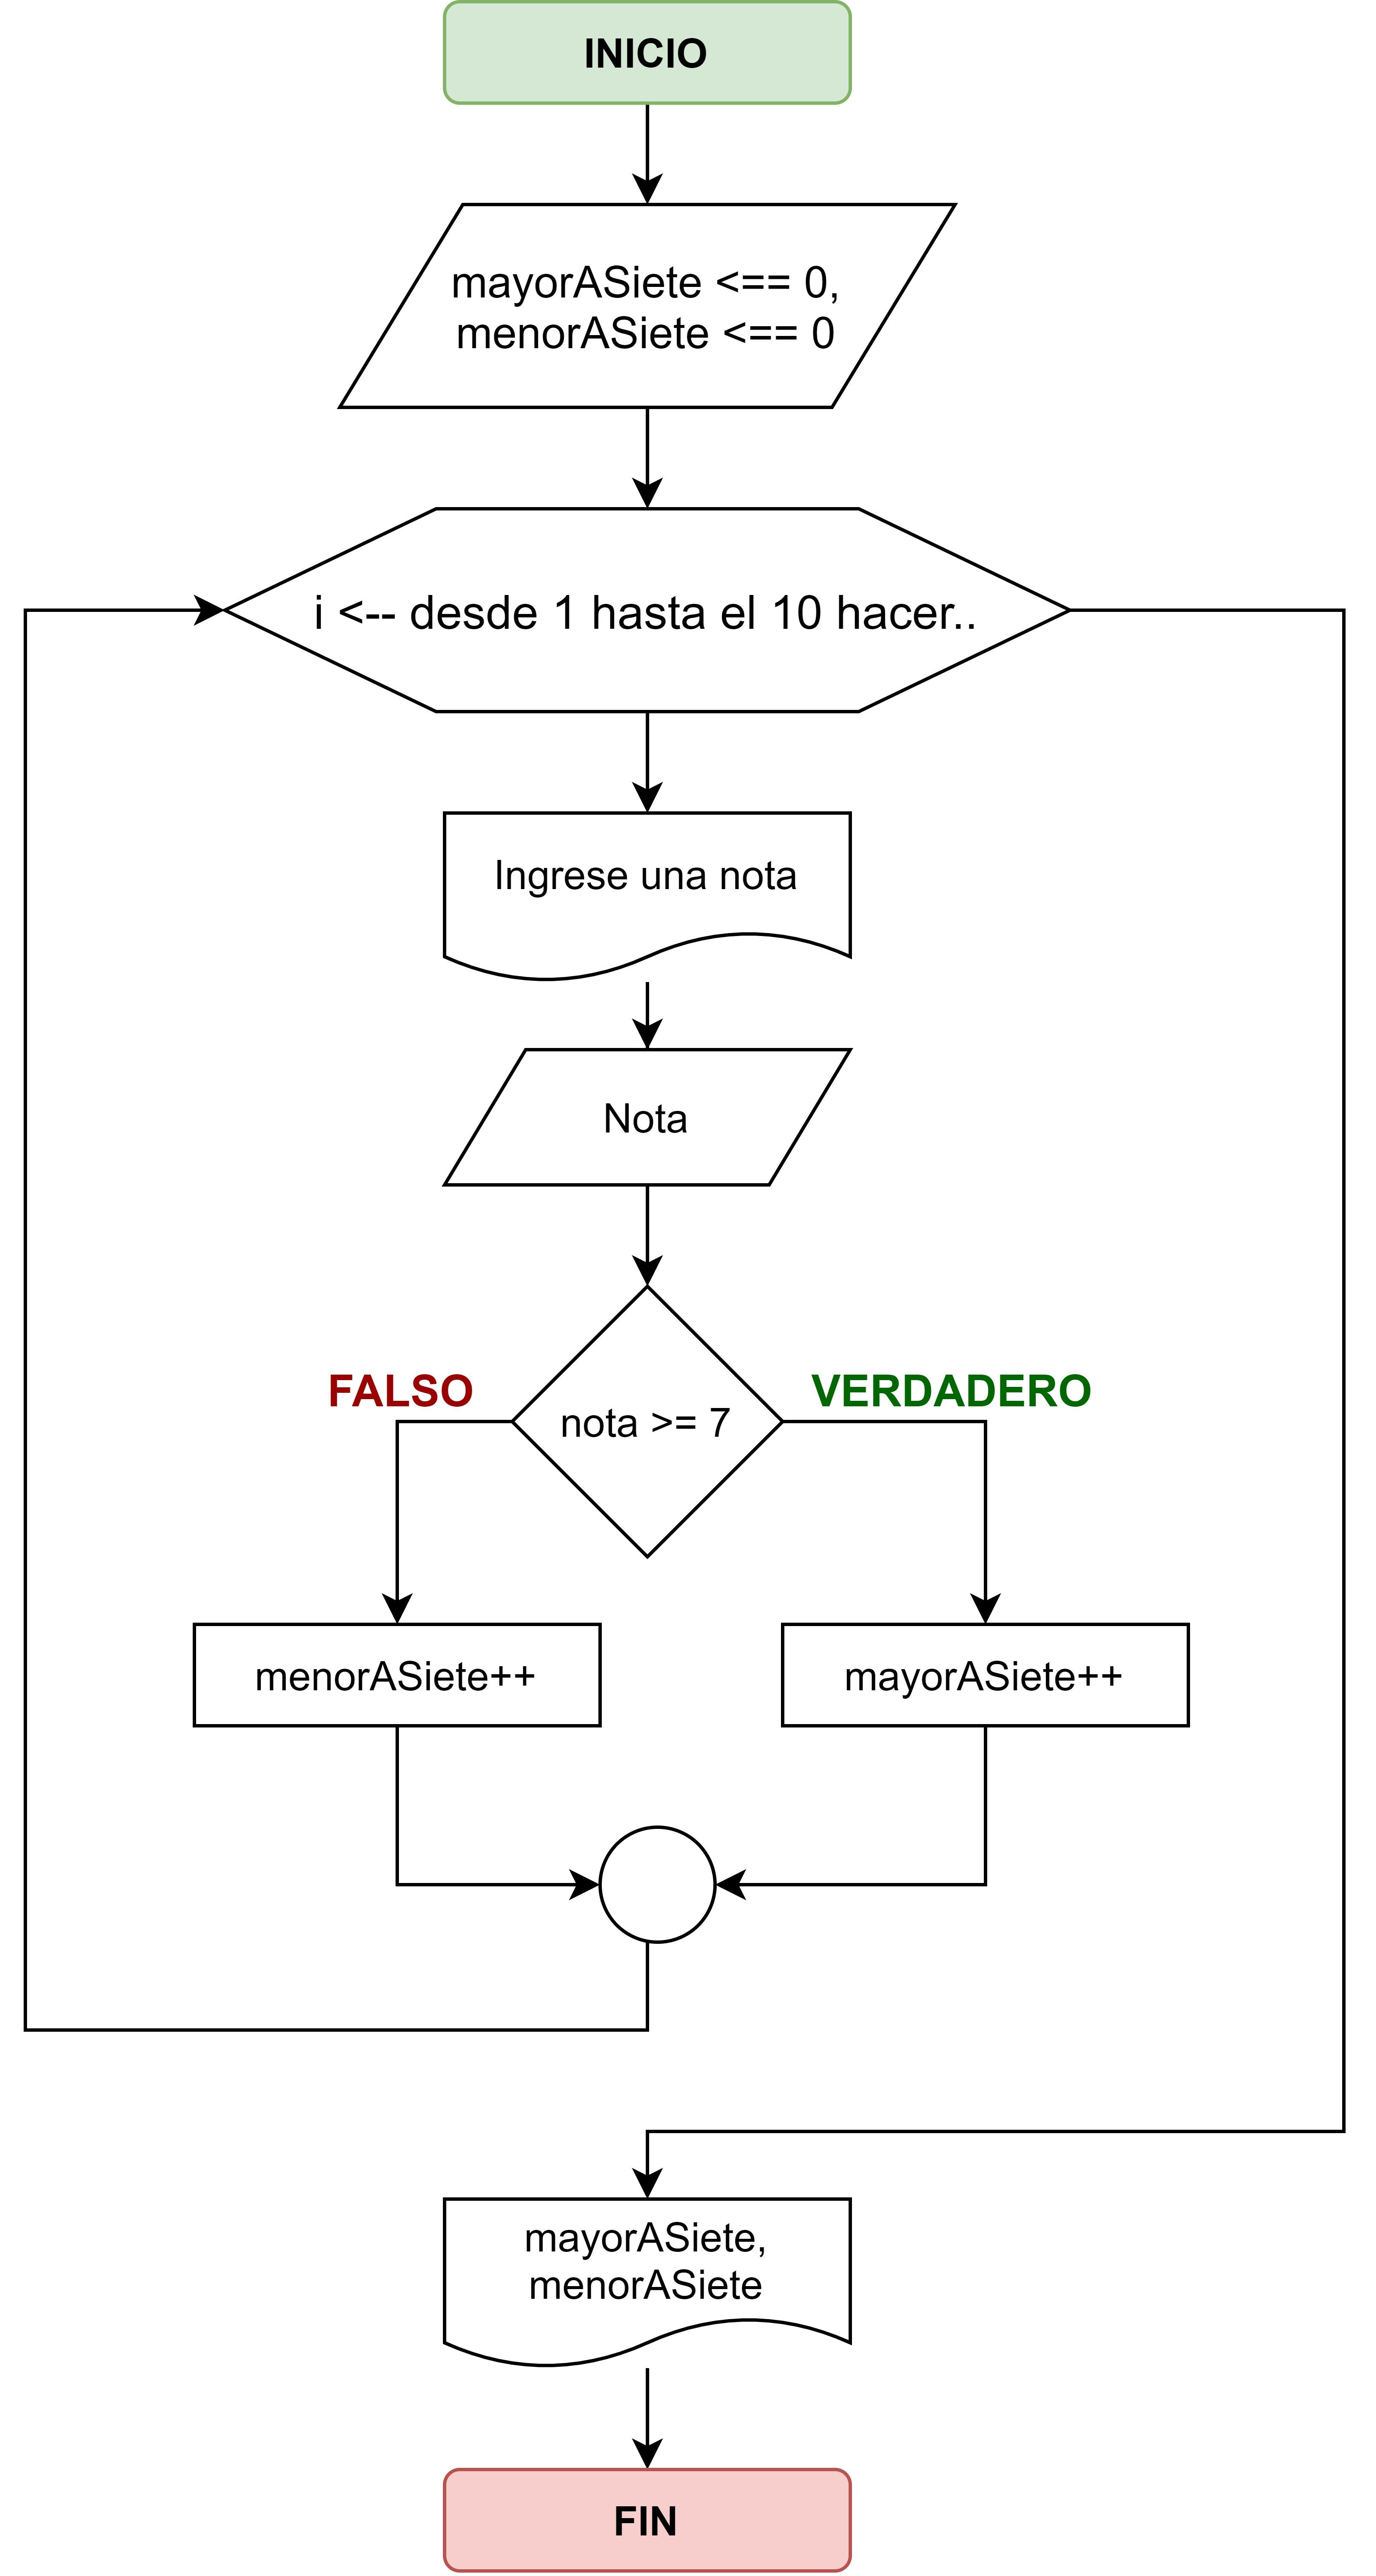 INICIO
mayorASiete <== 0,
menorASiete <== 0
i <-- desde 1 hasta el 10 hacer..
Ingrese una nota
Nota
FALSO
VERDADERO
nota >= 7
menorASiete++
mayorASiete++
mayorASiete,
menorASiete
FIN